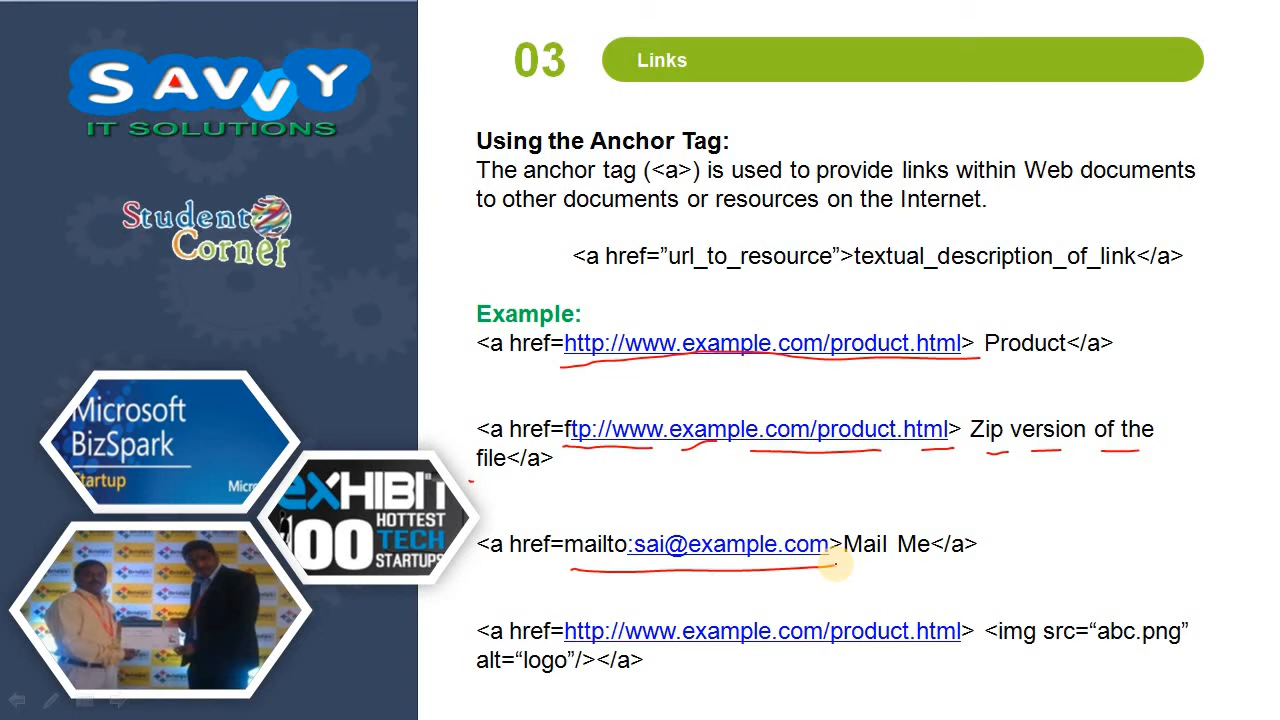 SAVVY
IT SOLUTIONS
Student
Corner
Microsoft
BizSpark
Startup
Micr
eXHIBIT
100 HOTTEST
TECH
STARTUPS
03 Links
Using the Anchor Tag:
The anchor tag (<a>) is used to provide links within Web documents
to other documents or resources on the Internet.
<a href=”url_to_resource”>textual_description_of_link</a>
Example:
<a href=http://www.example.com/product.html> Product</a>
<a href=ftp://www.example.com/product.html> Zip version of the
file</a>
<a href=mailto:sai@example.com>Mail Me</a>
<a href=http://www.example.com/product.html> <img src=“abc.png”
alt=“logo”/></a>